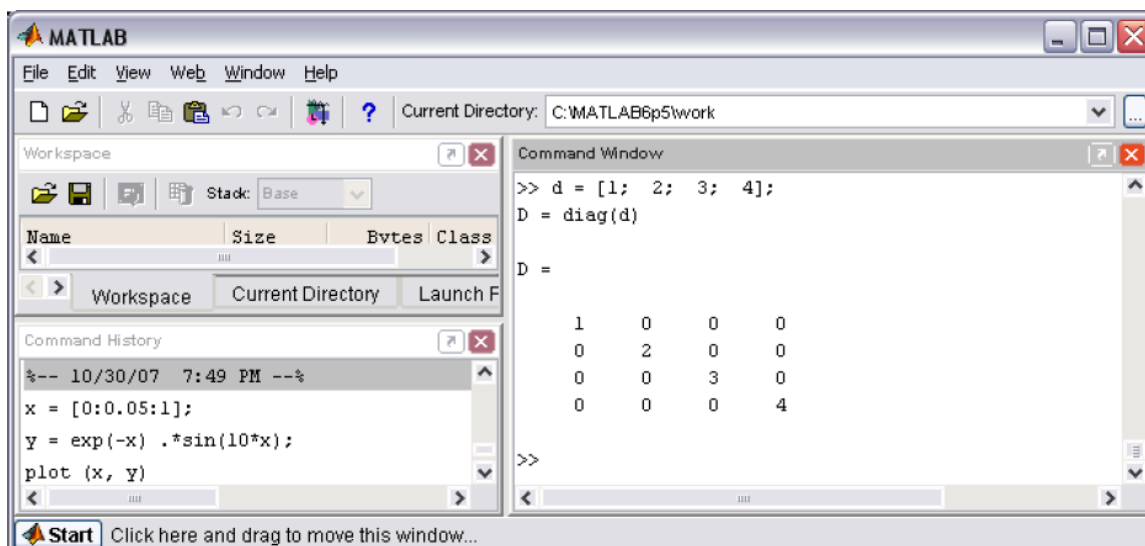 MATLAB
File Edit View Web Window Help
? Current Directory: C:\MATLAB6p5\work ...
Workspace
Stack: Base
Name Size Bytes Class
Workspace Current Directory Launch P
Command History
%-- 10/30/07 7:49 PM --%
x = [0:0.05:1];
y = exp(-x) .*sin(10*x);
plot (x, y)
Command Window
>> d = [1; 2; 3; 4];
D = diag(d)
D =
1 0 0 0
0 2 0 0
0 0 3 0
0 0 0 4
>>
Start Click here and drag to move this window...